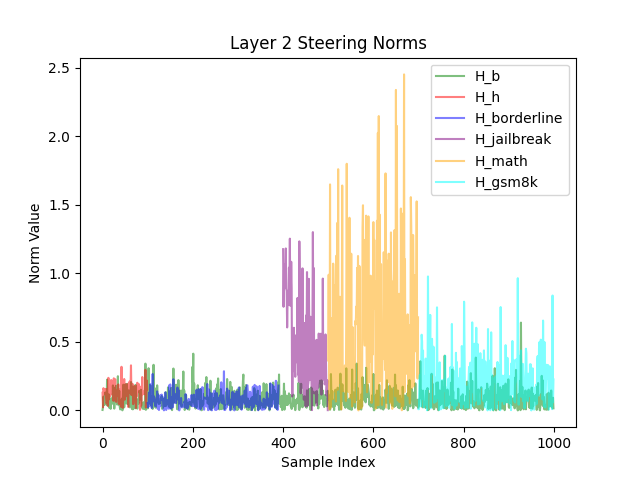 Layer 2 Steering Norms
2.5
2.0
1.5
1.0
0.5
0.0
Norm Value
H_b
H_h
H_borderline
H_jailbreak
H_math
H_gsm8k
0 200 400 600 800 1000
Sample Index